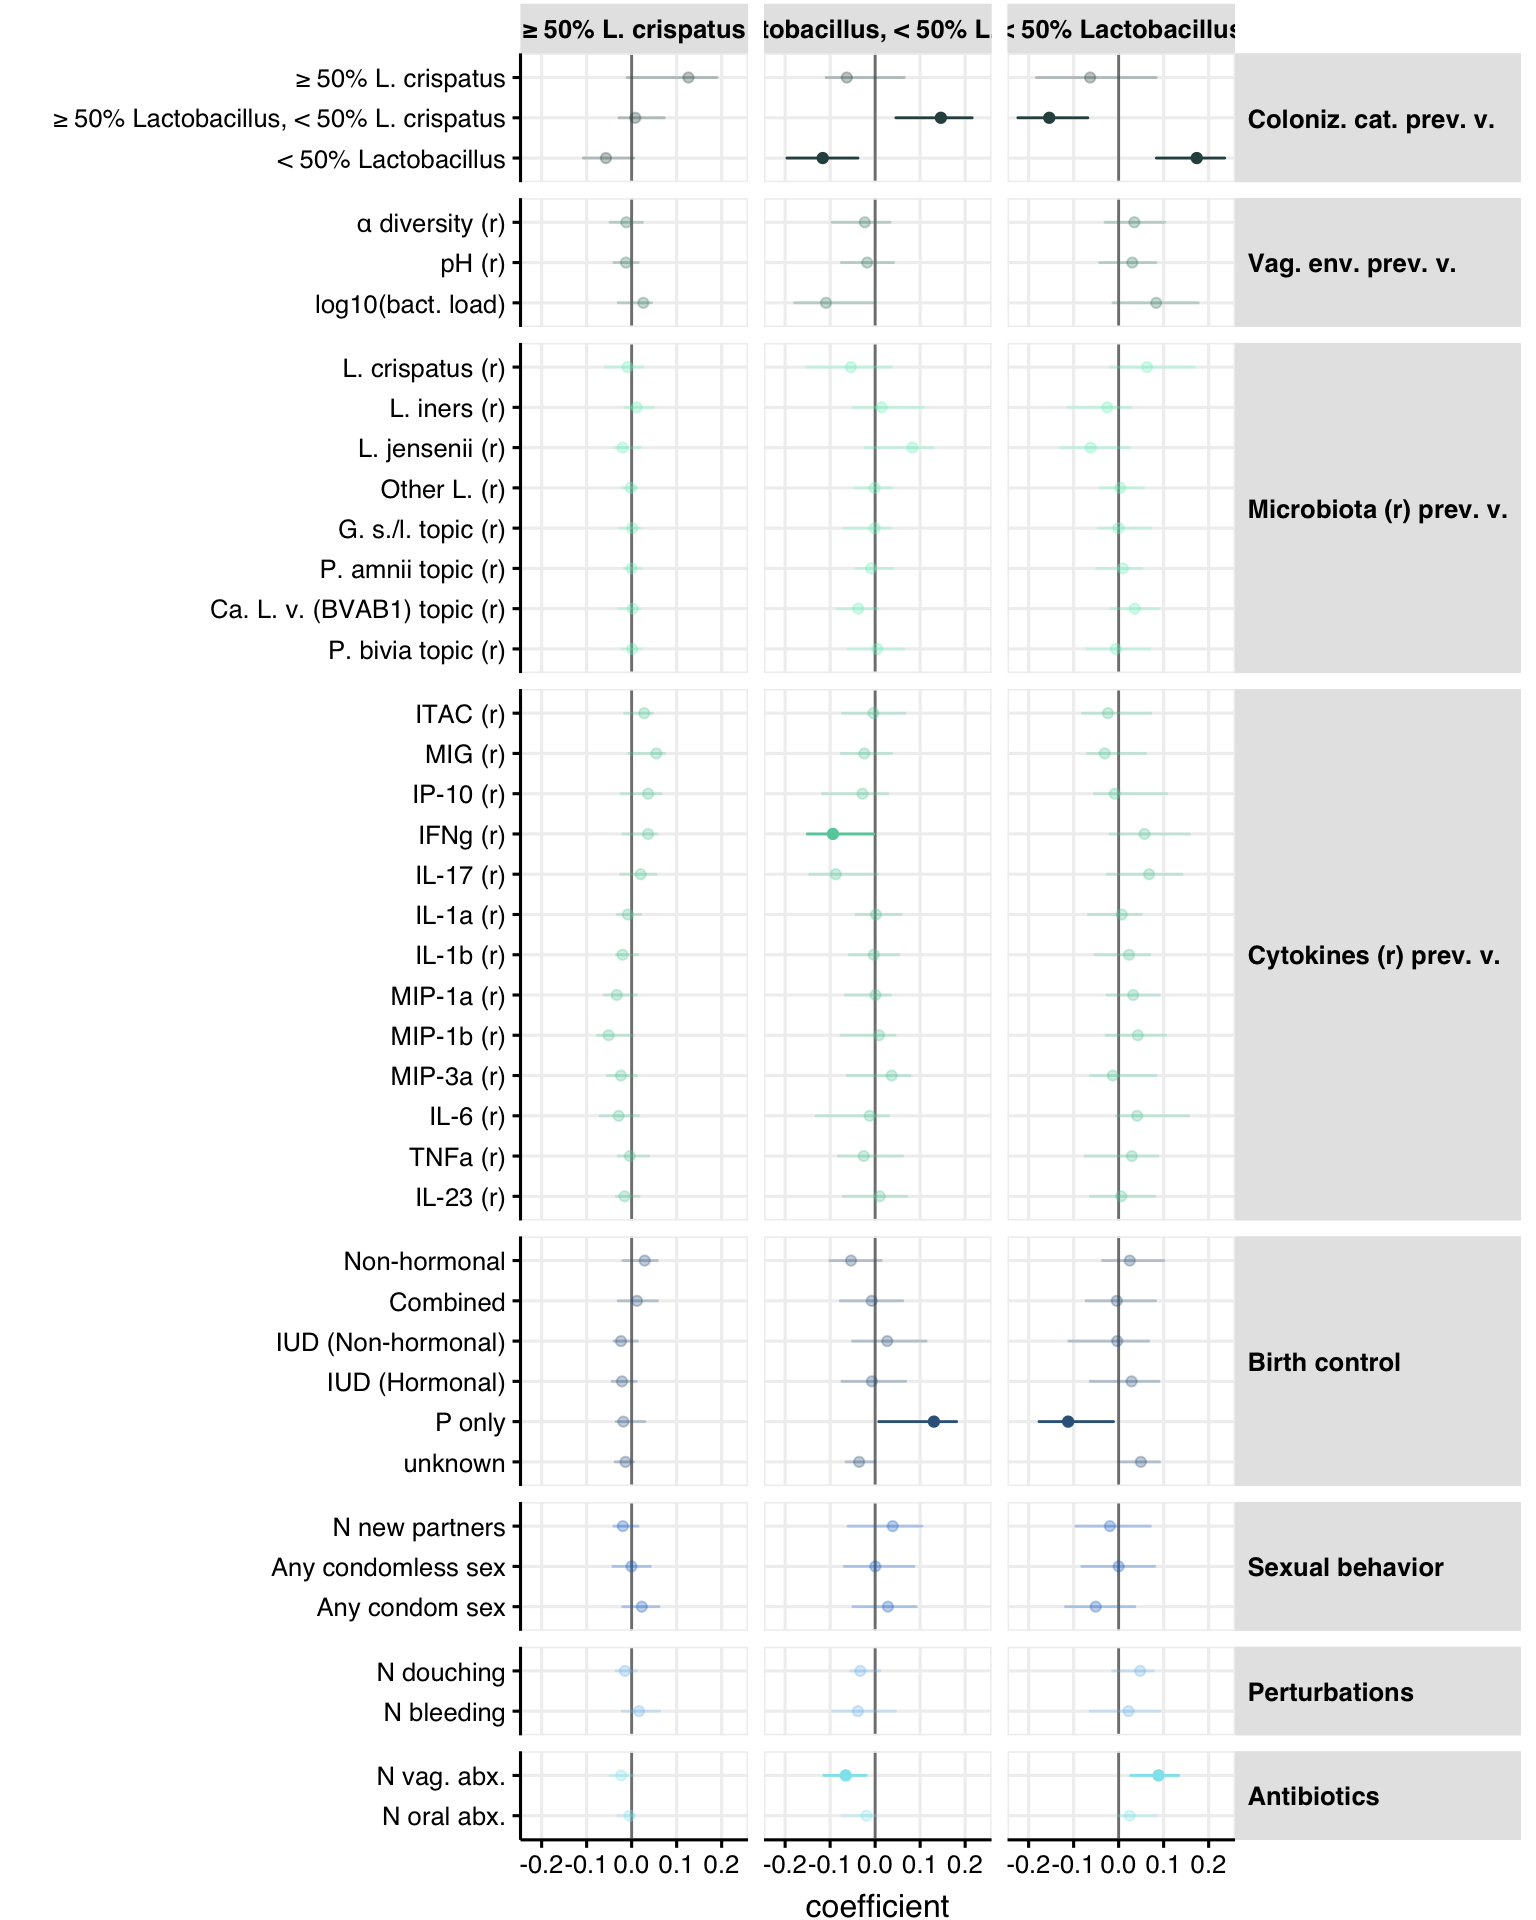 ≥ 50% L. crispatus
tobacillus, < 50% L.
< 50% Lactobacillus
≥ 50% L. crispatus
≥ 50% Lactobacillus, < 50% L. crispatus
< 50% Lactobacillus
Coloniz. cat. prev. v.
α diversity (r)
pH (r)
log10(bact. load)
Vag. env. prev. v.
L. crispatus (r)
L. iners (r)
L. jensenii (r)
Other L. (r)
G. s./l. topic (r)
P. amnii topic (r)
Ca. L. v. (BVAB1) topic (r)
P. bivia topic (r)
Microbiota (r) prev. v.
ITAC (r)
MIG (r)
IP-10 (r)
IFNg (r)
IL-17 (r)
IL-1a (r)
IL-1b (r)
MIP-1a (r)
MIP-1b (r)
MIP-3a (r)
IL-6 (r)
TNFa (r)
IL-23 (r)
Cytokines (r) prev. v.
Non-hormonal
Combined
IUD (Non-hormonal)
IUD (Hormonal)
P only
unknown
Birth control
N new partners
Any condomless sex
Any condom sex
Sexual behavior
N douching
N bleeding
Perturbations
N vag. abx.
N oral abx.
Antibiotics
-0.2 -0.1 0.0 0.1 0.2
-0.2 -0.1 0.0 0.1 0.2
-0.2 -0.1 0.0 0.1 0.2
coefficient